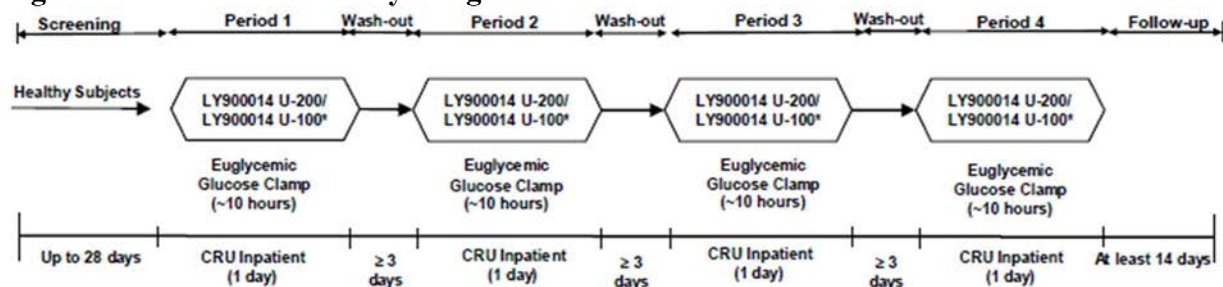 Screening Period 1 Wash-out Period 2 Wash-out Period 3 Wash-out Period 4 Follow-up
Healthy Subjects
LY900014 U-200/ LY900014 U-200/ LY900014 U-200/ LY900014 U-200/
LY900014 U-100* LY900014 U-100* LY900014 U-100* LY900014 U-100*
Euglycemic Euglycemic Euglycemic Euglycemic
Glucose Clamp Glucose Clamp Glucose Clamp Glucose Clamp
(~10 hours) (~10 hours) (~10 hours) (~10 hours)
Up to 28 days CRU Inpatient ≥ 3 CRU Inpatient ≥ 3 CRU Inpatient ≥ 3 CRU Inpatient At least 14 days
(1 day) days (1 day) days (1 day) days (1 day)